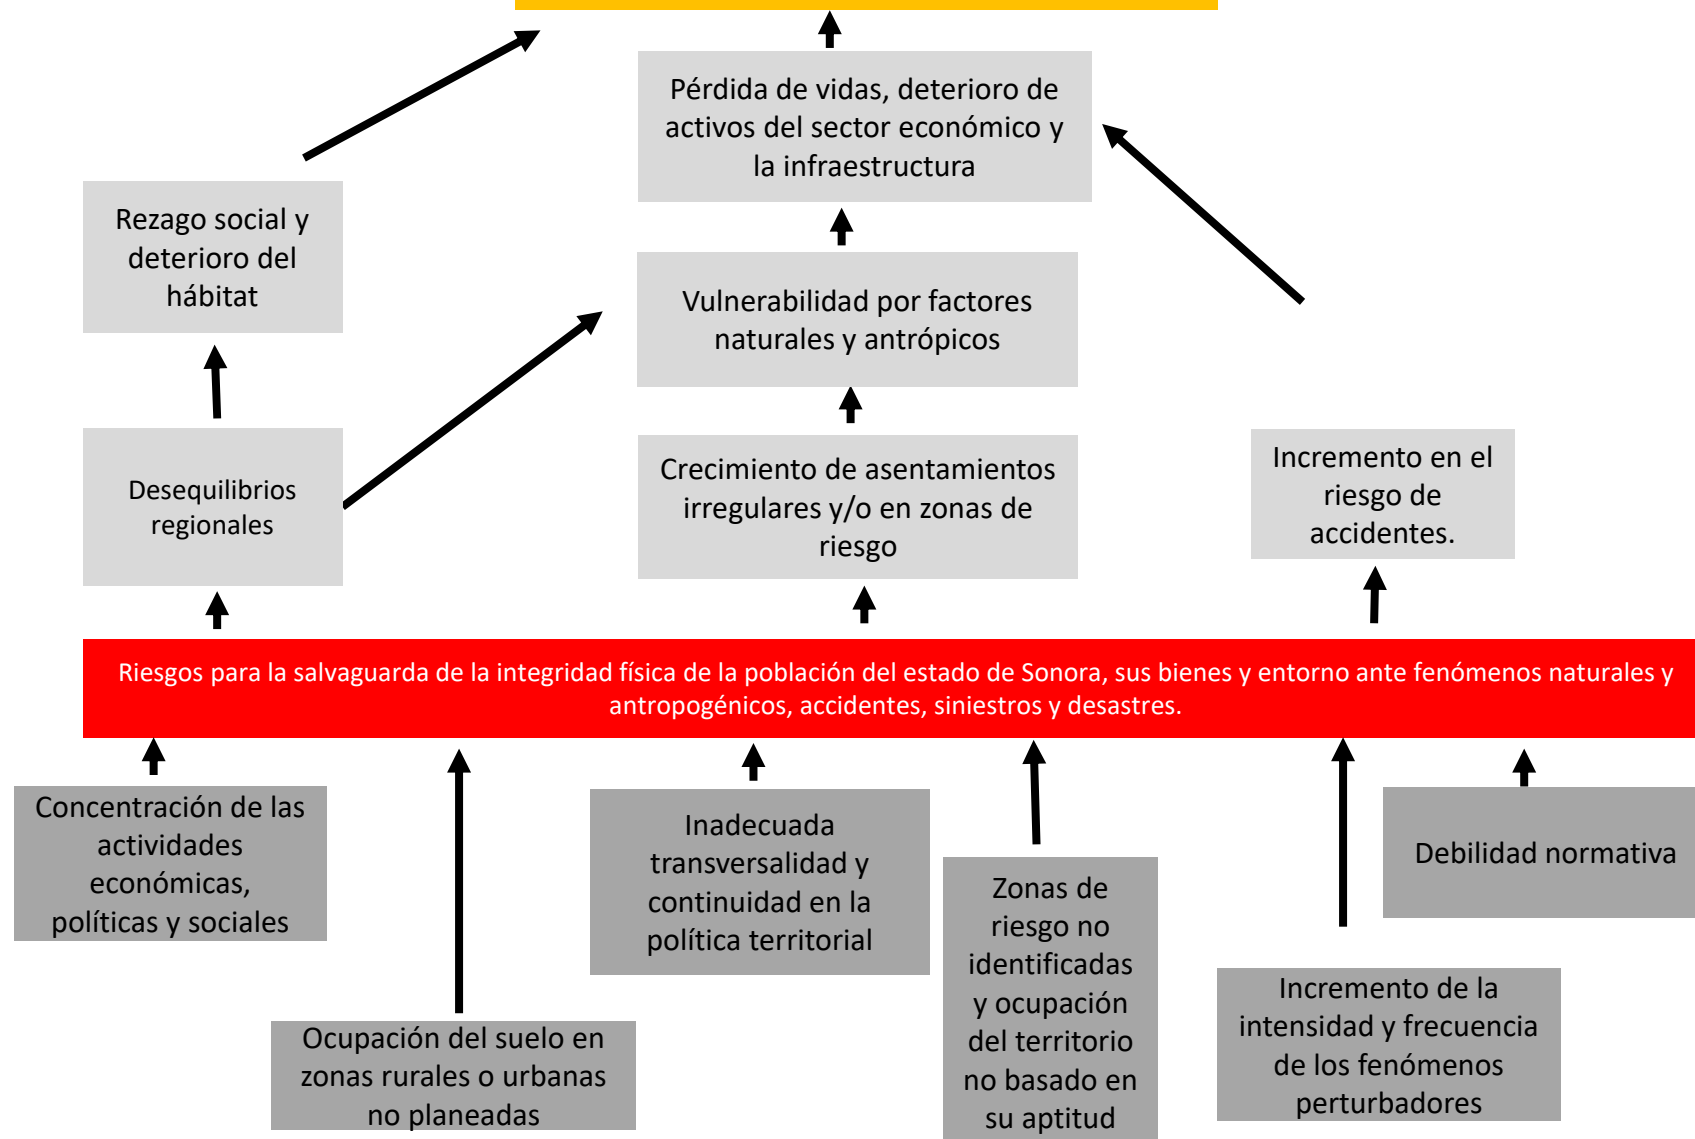 Pérdida de vidas, deterioro de
activos del sector económico y
la infraestructura
Rezago social y
deterioro del
hábitat
Vulnerabilidad por factores
naturales y antrópicos
Desequilibrios
regionales
Crecimiento de asentamientos
irregulares y/o en zonas de
riesgo
Incremento en el
riesgo de
accidentes.
Riesgos para la salvaguarda de la integridad física de la población del estado de Sonora, sus bienes y entorno ante fenómenos naturales y
antropogénicos, accidentes, siniestros y desastres.
Concentración de las
actividades
económicas,
políticas y sociales
Ocupación del suelo en
zonas rurales o urbanas
no planeadas
Inadecuada
transversalidad y
continuidad en la
política territorial
Zonas de
riesgo no
identificadas
y ocupación
del territorio
no basado en
su aptitud
Incremento de la
intensidad y frecuencia
de los fenómenos
perturbadores
Debilidad normativa